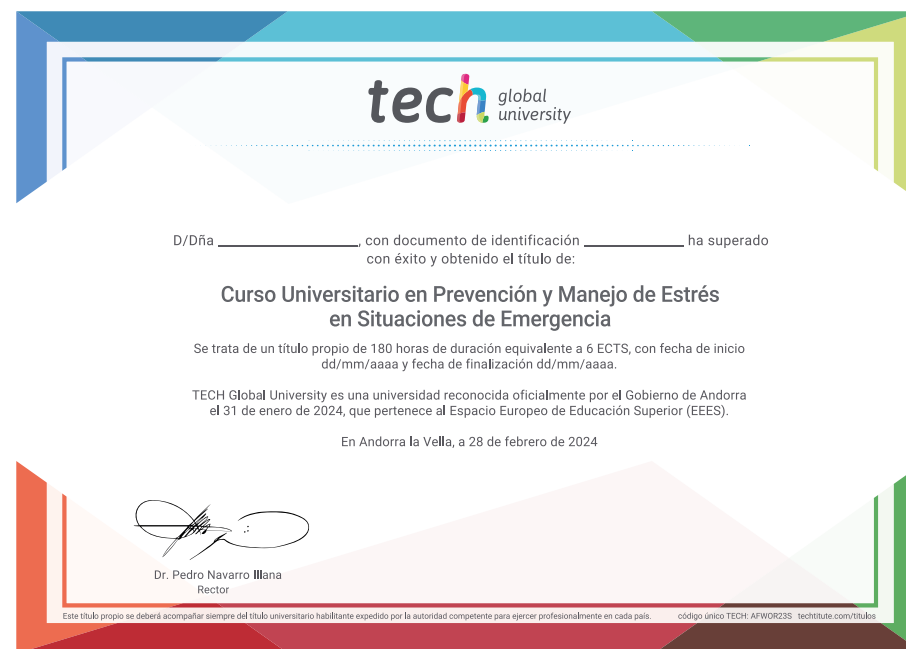 tech global university
D/Dña ______________, con documento de identificación __________ ha superado
con éxito y obtenido el título de:
Curso Universitario en Prevención y Manejo de Estrés
en Situaciones de Emergencia
Se trata de un título propio de 180 horas de duración equivalente a 6 ECTS, con fecha de inicio
dd/mm/aaaa y fecha de finalización dd/mm/aaaa.
TECH Global University es una universidad reconocida oficialmente por el Gobierno de Andorra
el 31 de enero de 2024, que pertenece al Espacio Europeo de Educación Superior (EEES).
En Andorra la Vella, a 28 de febrero de 2024
Dr. Pedro Navarro Illana
Rector
Este título propio se deberá acompañar siempre del título universitario habilitante expedido por la autoridad competente para ejercer profesionalmente en cada país. código único TECH: AFWOR23S techtitute.com/titulos